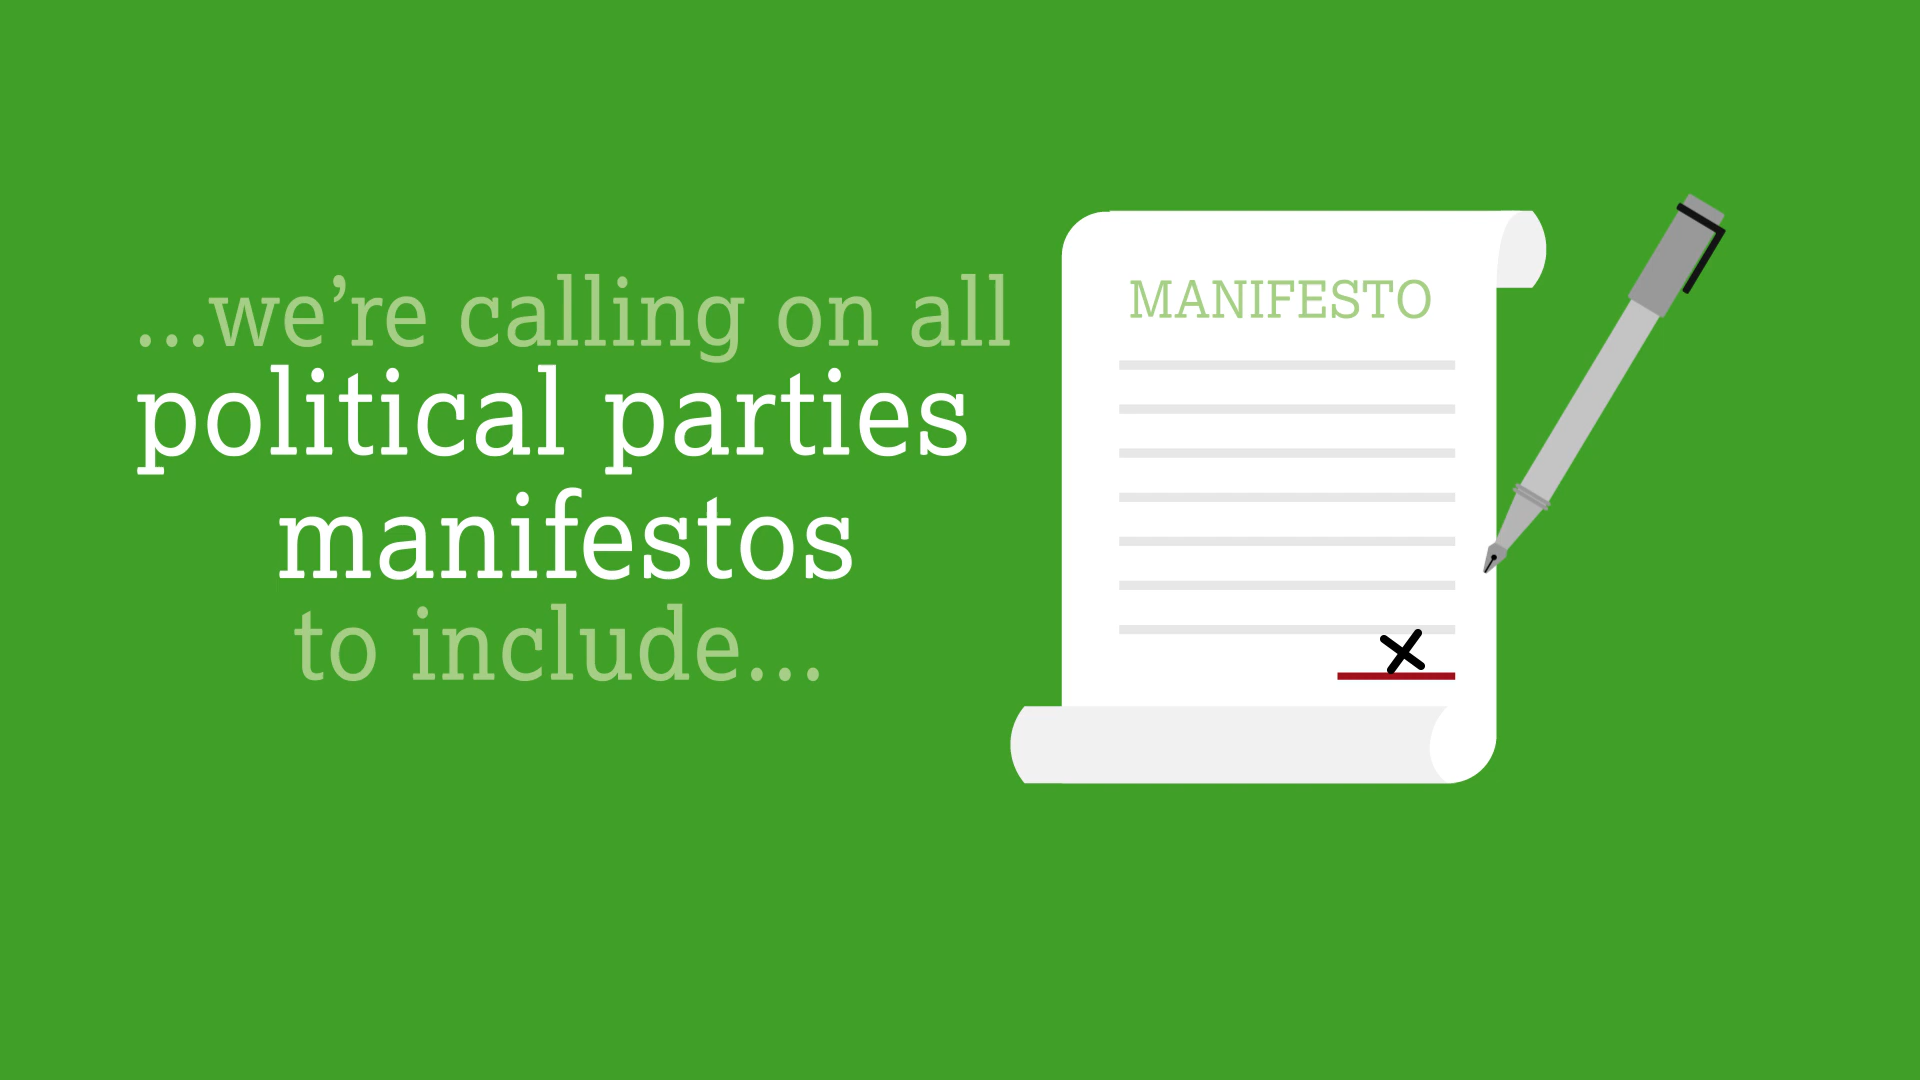 ...we’re calling on all
political parties
manifestos
to include...
MANIFESTO